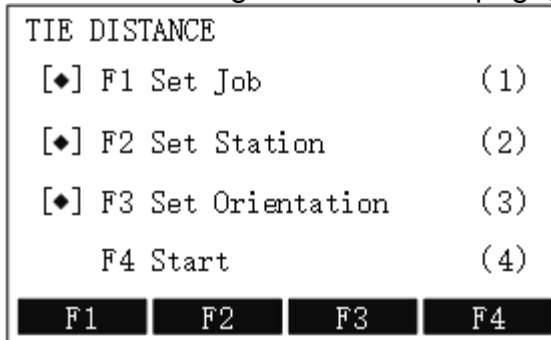 TIE DISTANCE
[◆] F1 Set Job (1)
[◆] F2 Set Station (2)
[◆] F3 Set Orientation (3)
F4 Start (4)
F1 F2 F3 F4